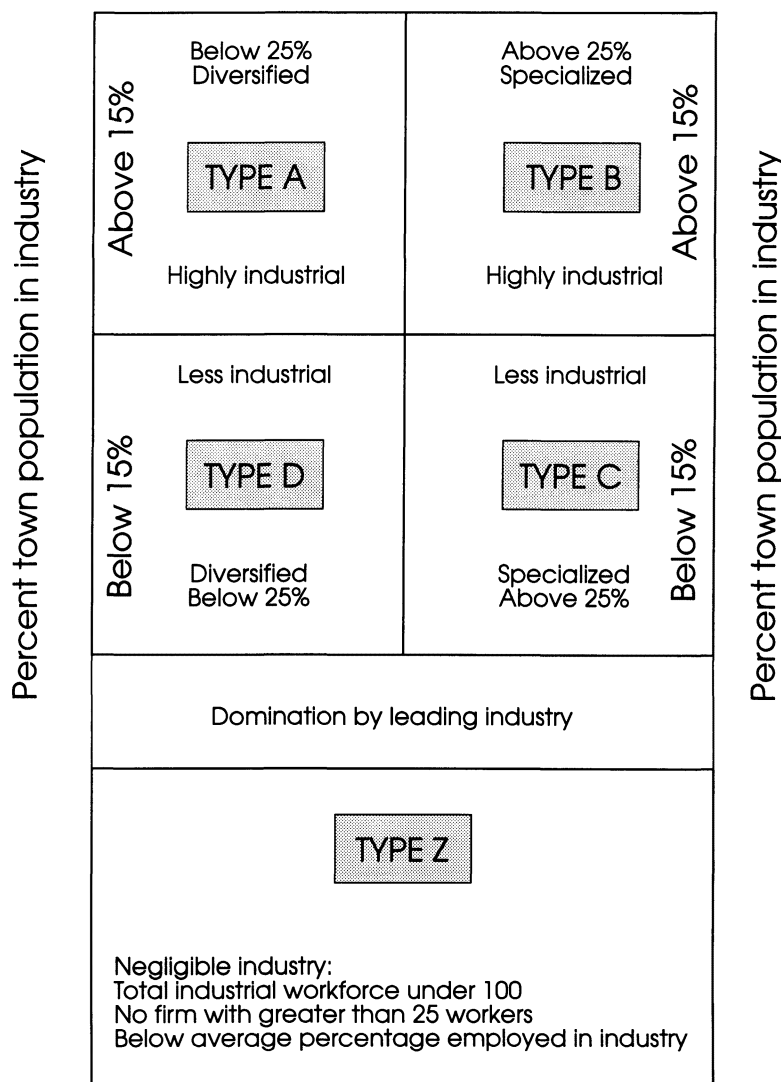 Percent town population in industry
Below 25%
Diversified
Above 15%
TYPE A
Highly industrial
Above 25%
Specialized
Above 15%
TYPE B
Highly industrial
Percent town population in industry
Less industrial
Below 15%
TYPE D
Diversified
Below 25%
Less industrial
TYPE C
Below 15%
Specialized
Above 25%
Domination by leading industry
TYPE Z
Negligible industry:
Total industrial workforce under 100
No firm with greater than 25 workers
Below average percentage employed in industry